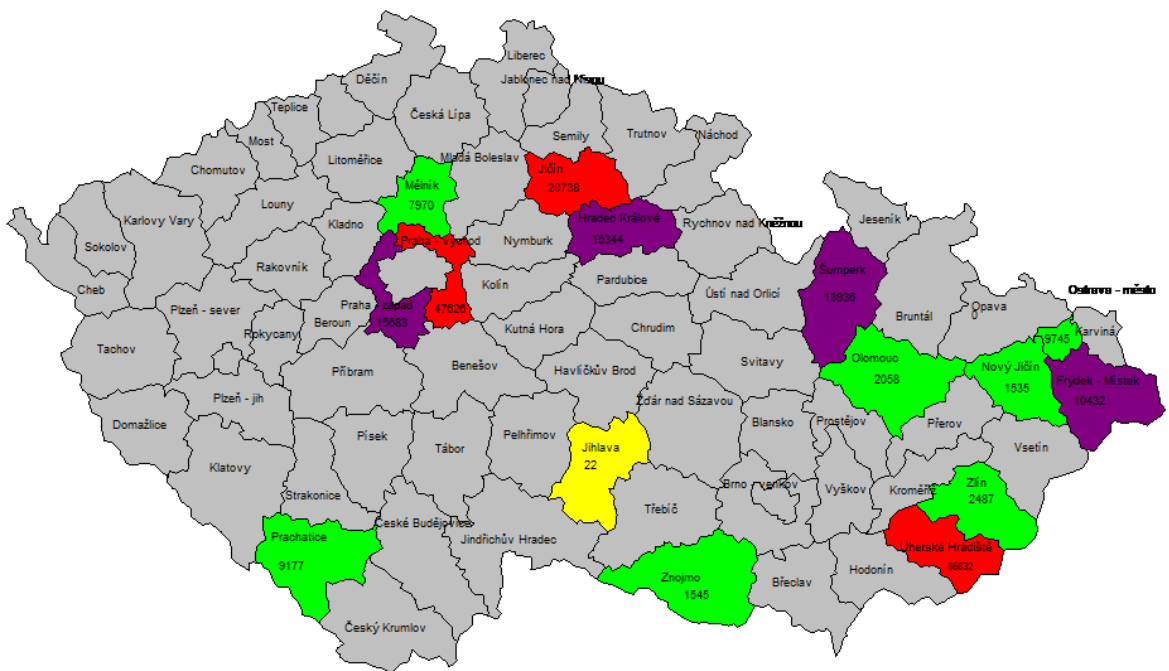 Liberec
Děčín
Jablonec nad Nisou
Teplice
Česká Lípa
Most
Semily
Trutnov
Náchod
Litoměřice
Mladá Boleslav
Chomutov
Jičín
20738
Mělník
7970
Louny
Karlovy Vary
Kladno
Hradec Králové
15344
Rychnov nad Kněžnou
Jeseník
Praha - východ
47626
Nymburk
Sokolov
Rakovník
Šumperk
13936
Pardubice
Kolín
Cheb
Ústí nad Orlicí
Ostrava - město
9745
Plzeň - sever
Praha - západ
15683
Opava
0
Bruntál
Beroun
Rokycany
Kutná Hora
Chrudim
Karviná
Tachov
Svitavy
Olomouc
2058
Nový Jičín
1535
Benešov
Příbram
Havlíčkův Brod
Frýdek - Místek
10432
Plzeň - jih
Žďár nad Sázavou
Domažlice
Blansko
Prostějov
Přerov
Písek
Pelhřimov
Tábor
Jihlava
22
Vsetín
Klatovy
Brno - venkov
Vyškov
Kroměříž
Zlín
2487
Strakonice
Třebíč
České Budějovice
Prachatice
9177
Jindřichův Hradec
Uherské Hradiště
56632
Hodonín
Znojmo
1545
Břeclav
Český Krumlov